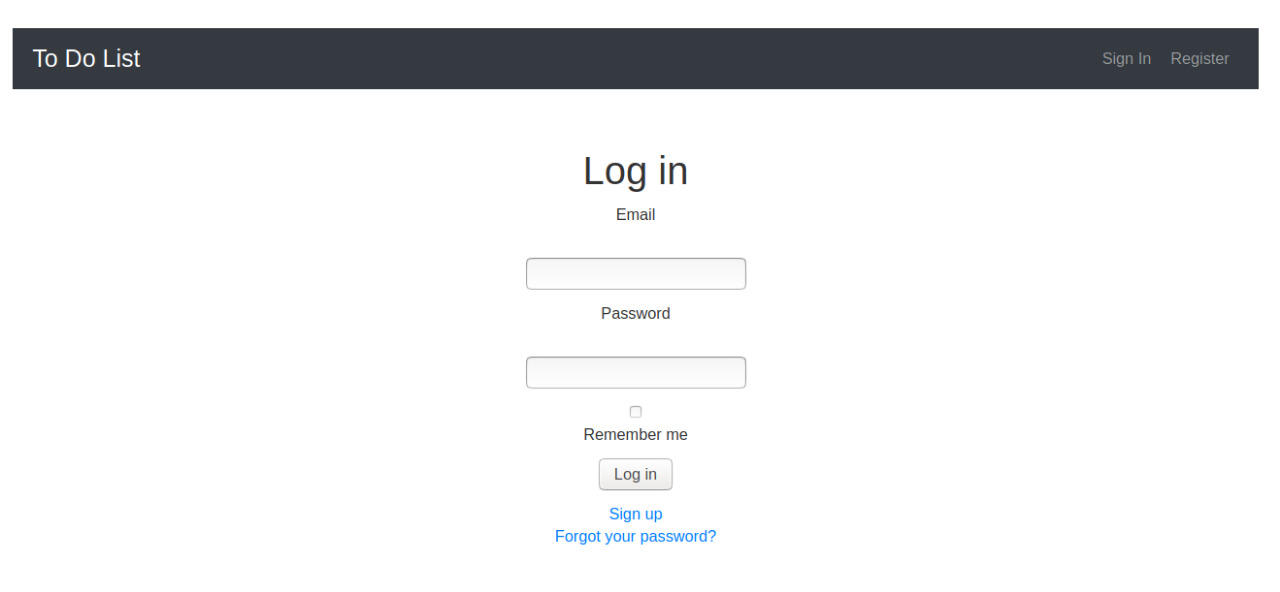 To Do List Sign In Register
Log in
Email
Password
Remember me
Log in
Sign up
Forgot your password?